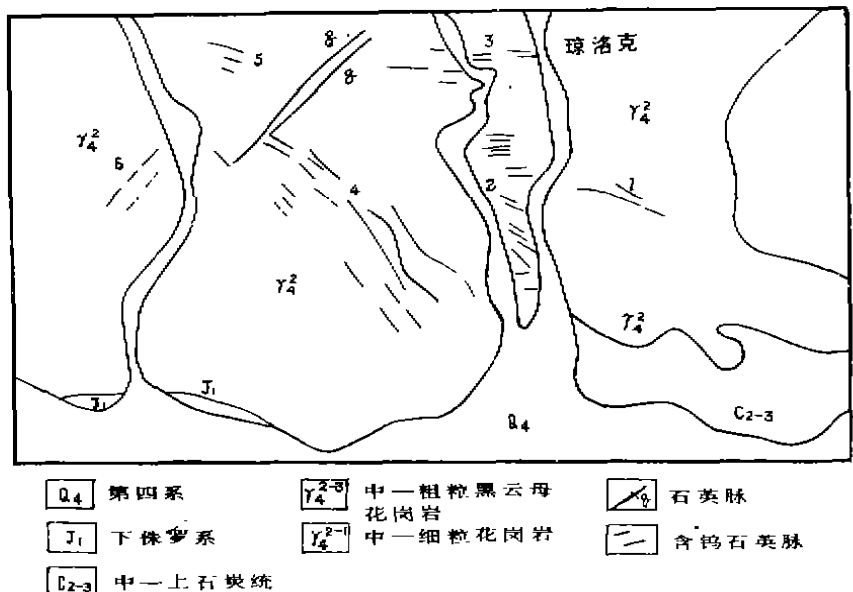 g
3
5
琼洛克
g
γ₄²
γ₄²
6
4
2
1
γ₄²
γ₄²
J₁
J₁
C₂₋₃
Q₄
Q₄ 第四系
γ₄²⁻³ 中—粗粒黑云母
花岗岩
g 石英脉
J₁ 下侏罗系
γ₄²⁻¹ 中—细粒花岗岩
含钨石英脉
C₂₋₃ 中—上石炭统